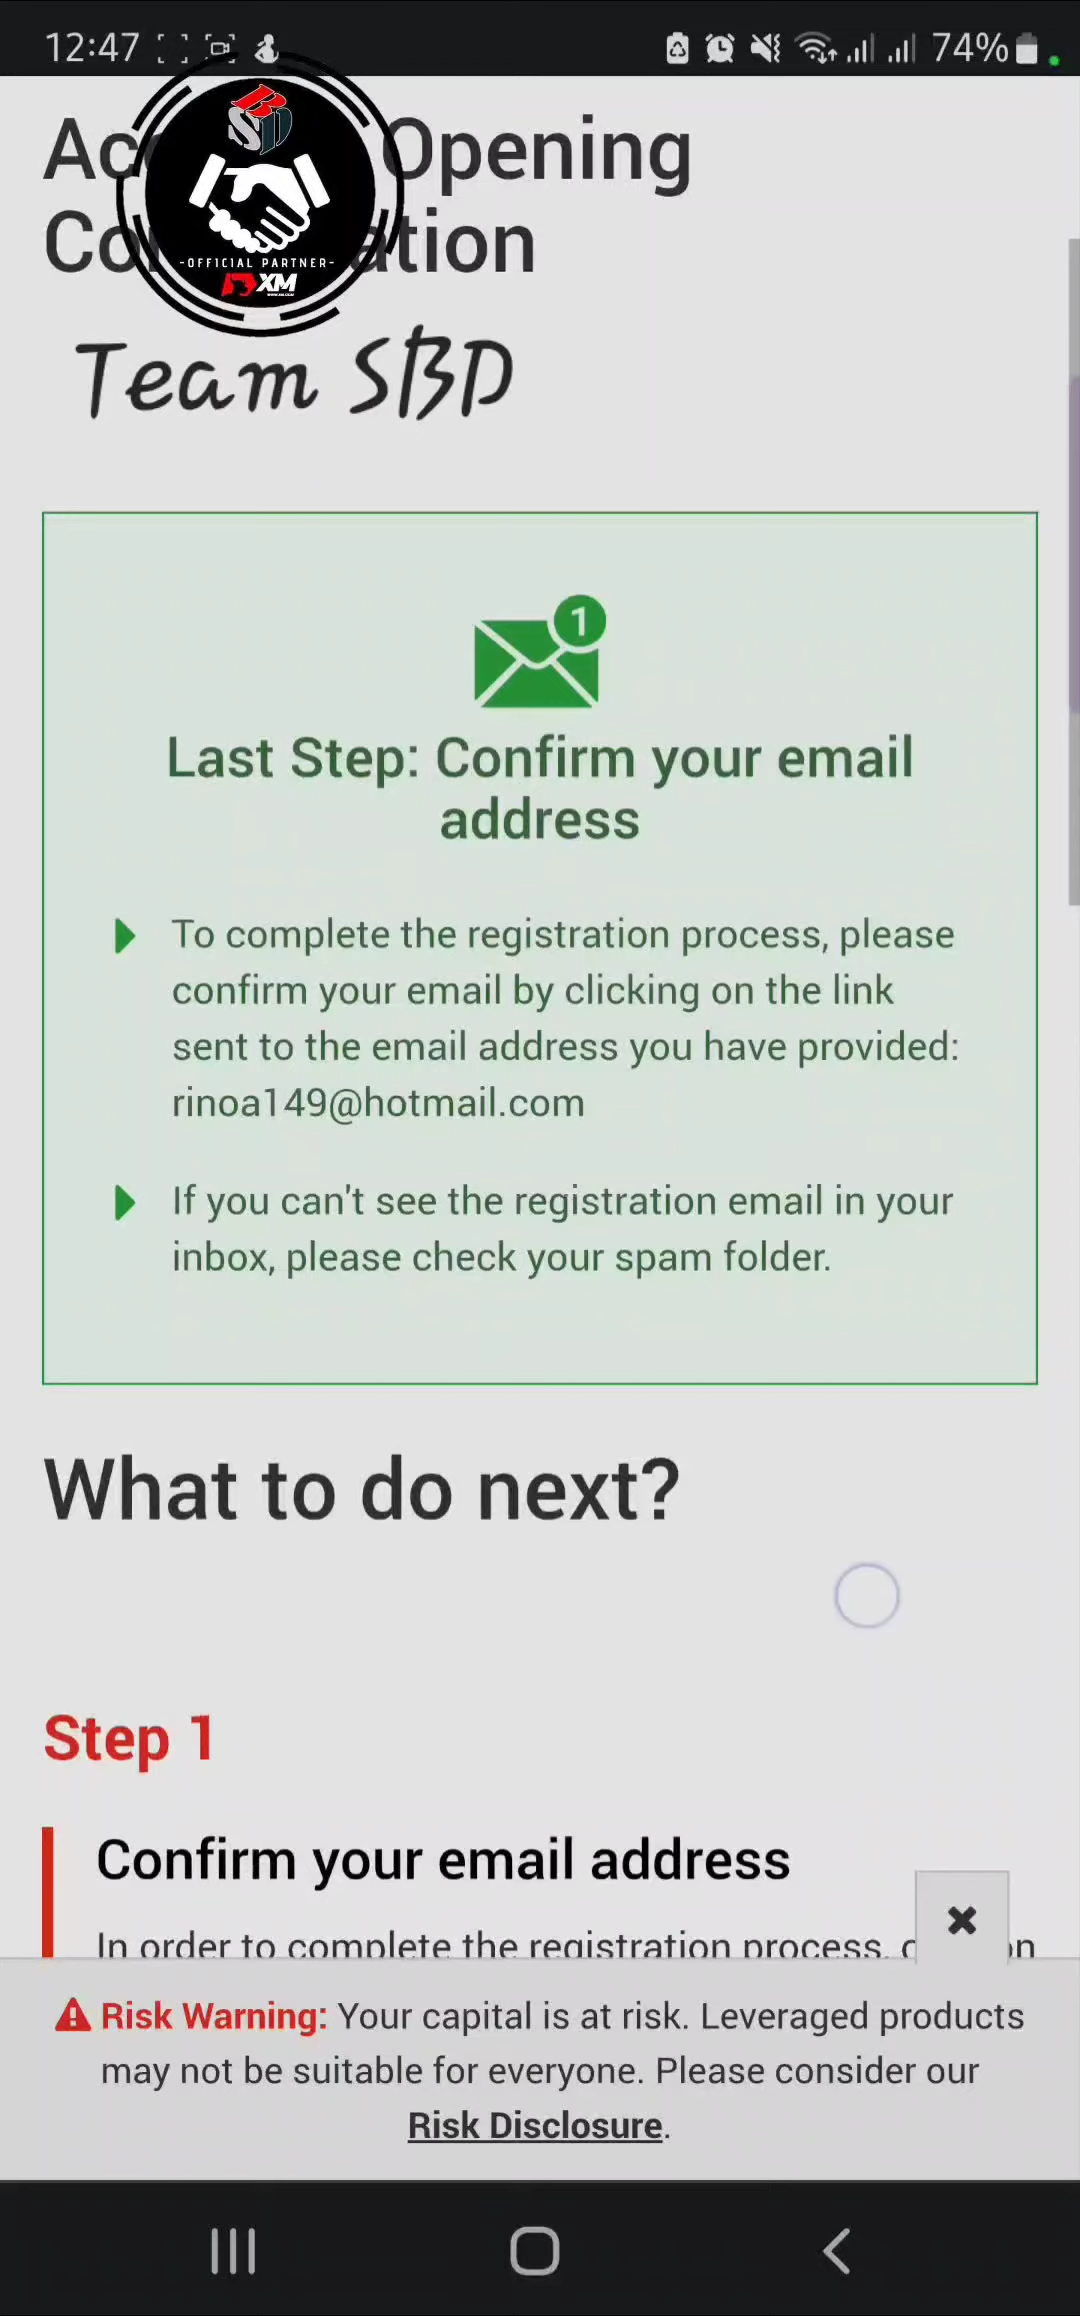 12:47
74%
Opening
SBD
-OFFICIAL PARTNER-
XM
Team SBD
1
Last Step: Confirm your email
address
To complete the registration process, please
confirm your email by clicking on the link
sent to the email address you have provided:
rinoa149@hotmail.com
If you can't see the registration email in your
inbox, please check your spam folder.
What to do next?
Step 1
Confirm your email address
In order to complete the registration process,
Risk Warning: Your capital is at risk. Leveraged products
may not be suitable for everyone. Please consider our
Risk Disclosure.